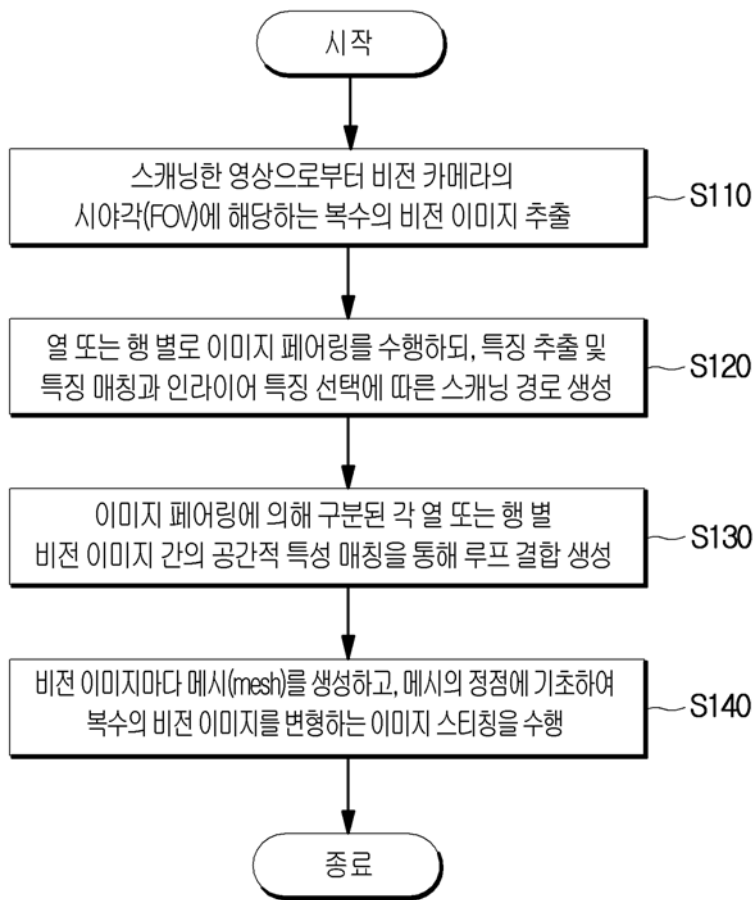 시작
스캐닝한 영상으로부터 비전 카메라의
시야각(FOV)에 해당하는 복수의 비전 이미지 추출
S110
열 또는 행 별로 이미지 페어링를 수행하되, 특징 추출 및
특징 매칭과 인라이어 특징 선택에 따른 스캐닝 경로 생성
S120
이미지 페어링에 의해 구분된 각 열 또는 행 별
비전 이미지 간의 공간적 특성 매칭을 통해 루프 결합 생성
S130
비전 이미지마다 메시(mesh)를 생성하고, 메시의 정점에 기초하여
복수의 비전 이미지를 변형하는 이미지 스티칭을 수행
S140
종료